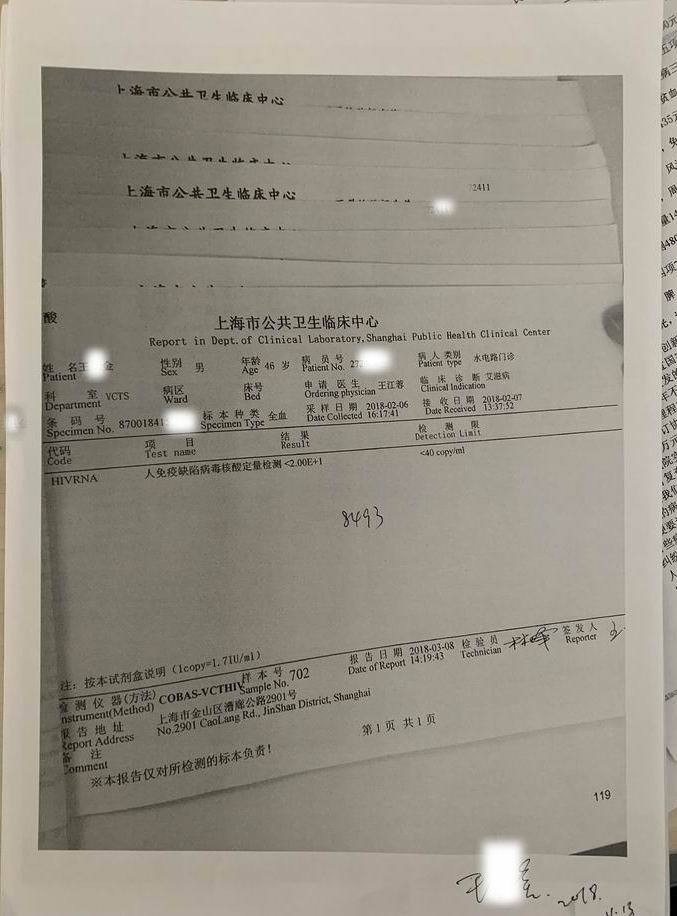 上海市公共卫生临床中心
上海市公共卫生临床中心
72411
酸
上海市公共卫生临床中心
Report in Dept.of Clinical Laboratory,Shanghai Public Health Clinical Center
姓 名 王 金 性别 男 年龄 46 岁 病员号 病人类别 水电路门诊
Patient Sex Age Patient No. Patient type
科 室 VCTS 病区 床号 申请医生 王江蓉 临床诊断 艾滋病
Department Ward Bed Ordering physician Clinical Indication
条码号 8700184 标本种类 全血 采样日期 2018-02-06 接收日期 2018-02-07
Specimen No. Specimen Type Date Collected 16:17:41 Date Received 13:37:52
代码 项 目 结 果 检 测 限
Code Test name Result Detection Limit
HIVRNA 人免疫缺陷病毒核酸定量检测 <2.00E+1 <40 copy/ml
8493
注：按本试剂盒说明（1copy=1.7IU/ml）
检测仪器(方法) COBAS-VCTHIV 样本号 702 报告日期 2018-03-08 检验员 签发人
Instrument(Method) Sample No. Date of Report 14:19:43 Technician Reporter
报告地址 上海市金山区漕廊公路2901号
Report Address No.2901 CaoLang Rd., JinShan District, Shanghai
备 注
Comment
第1页 共1页
※本报告仅对所检测的标本负责！
119
王
2018.